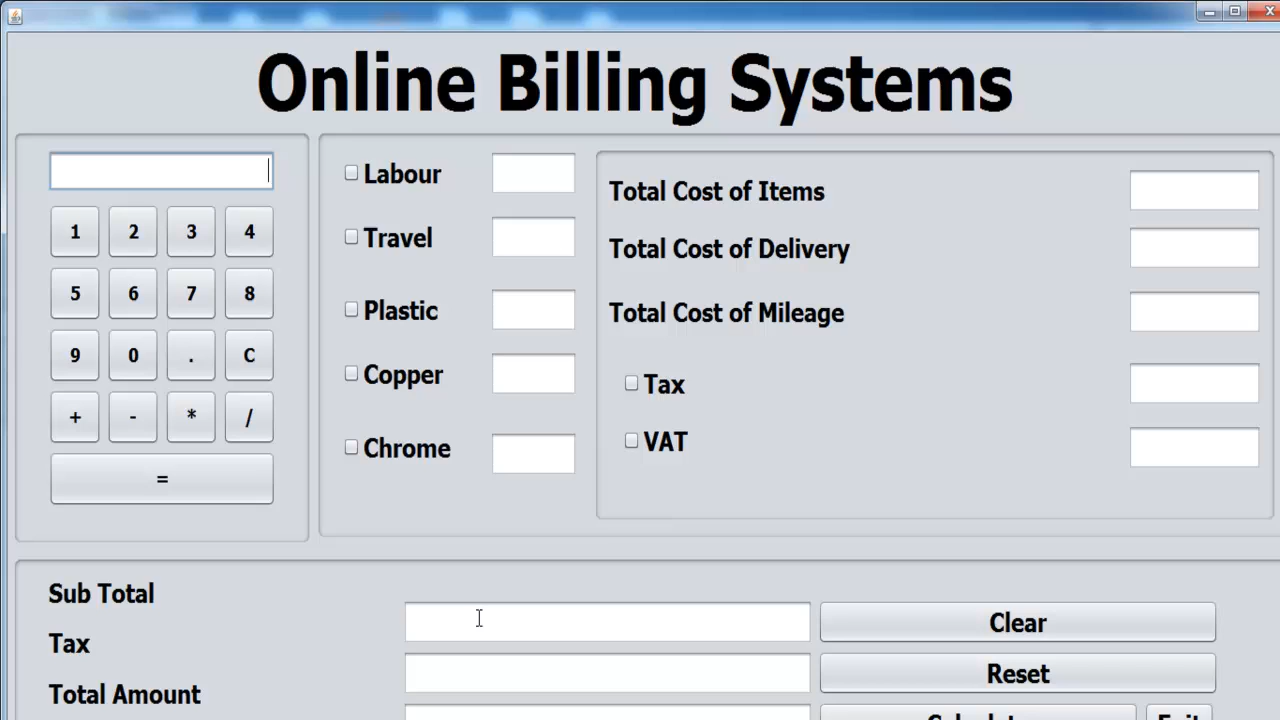 Online Billing Systems
1 2 3 4
5 6 7 8
9 0 . C
+ - * /
=
Labour
Travel
Plastic
Copper
Chrome
Total Cost of Items
Total Cost of Delivery
Total Cost of Mileage
Tax
VAT
Sub Total
Tax
Total Amount
Clear
Reset